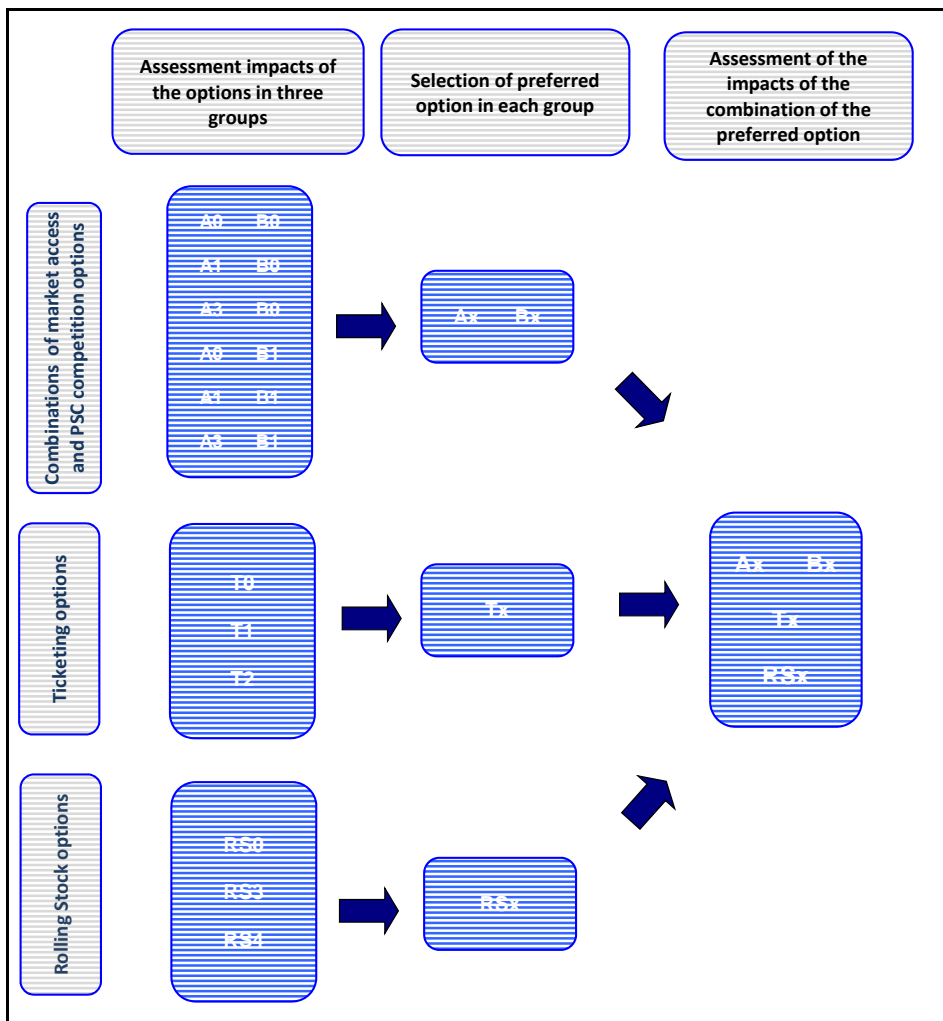 Assessment impacts of
the options in three
groups
Selection of preferred
option in each group
Assessment of the
impacts of the
combination of the
preferred option
Combinations of market access
and PSC competition options
A0 B0
A1 B0
A3 B0
A0 B1
A1 B1
A3 B1
Ax Bx
Ticketing options
T0
T1
T2
Tx
Ax Bx
Tx
RSx
Rolling Stock options
RS0
RS3
RS4
RSx